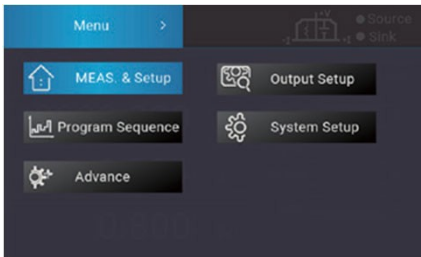 Menu >
Source
Sink
MEAS. & Setup
Output Setup
Program Sequence
System Setup
Advance